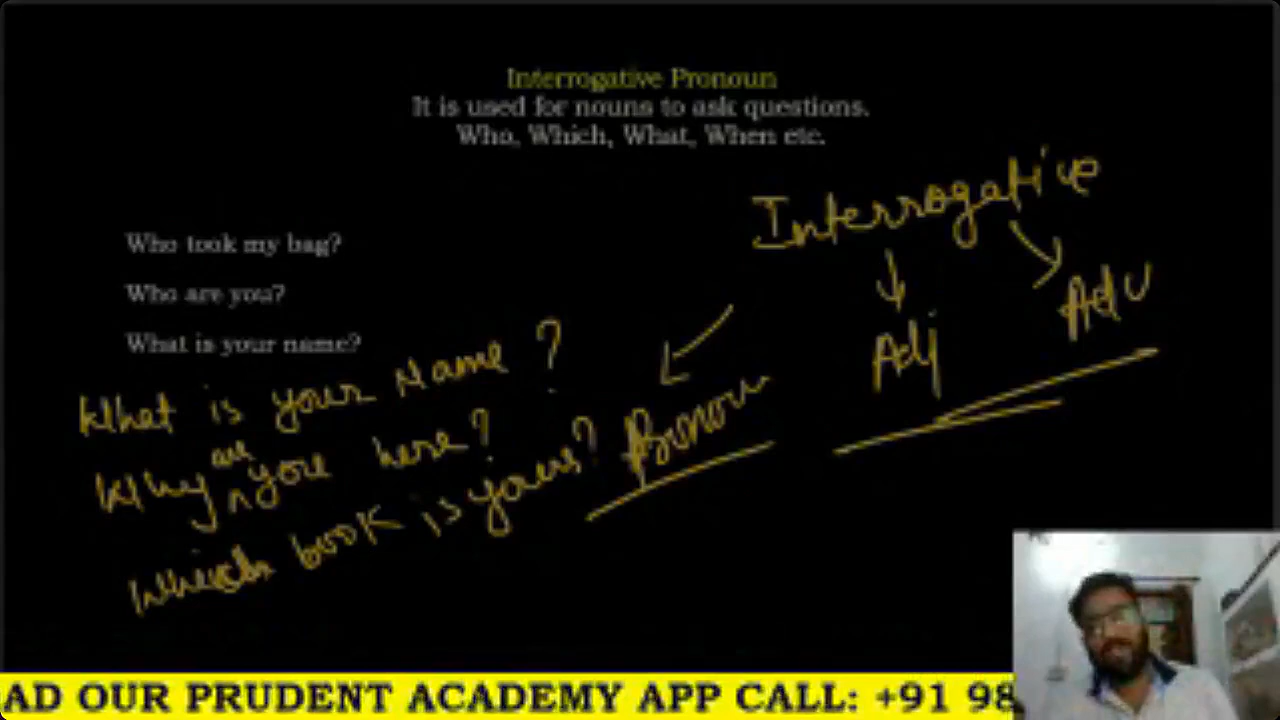 Interrogative Pronoun
It is used for nouns to ask questions.
Who, Which, What, When etc.
Interrogative
Who took my bag?
Who are you?
Adj
Adv
What is your name?
What is your Name ?
Why are you here?
Which book is yours?
AD OUR PRUDENT ACADEMY APP CALL: +91 98